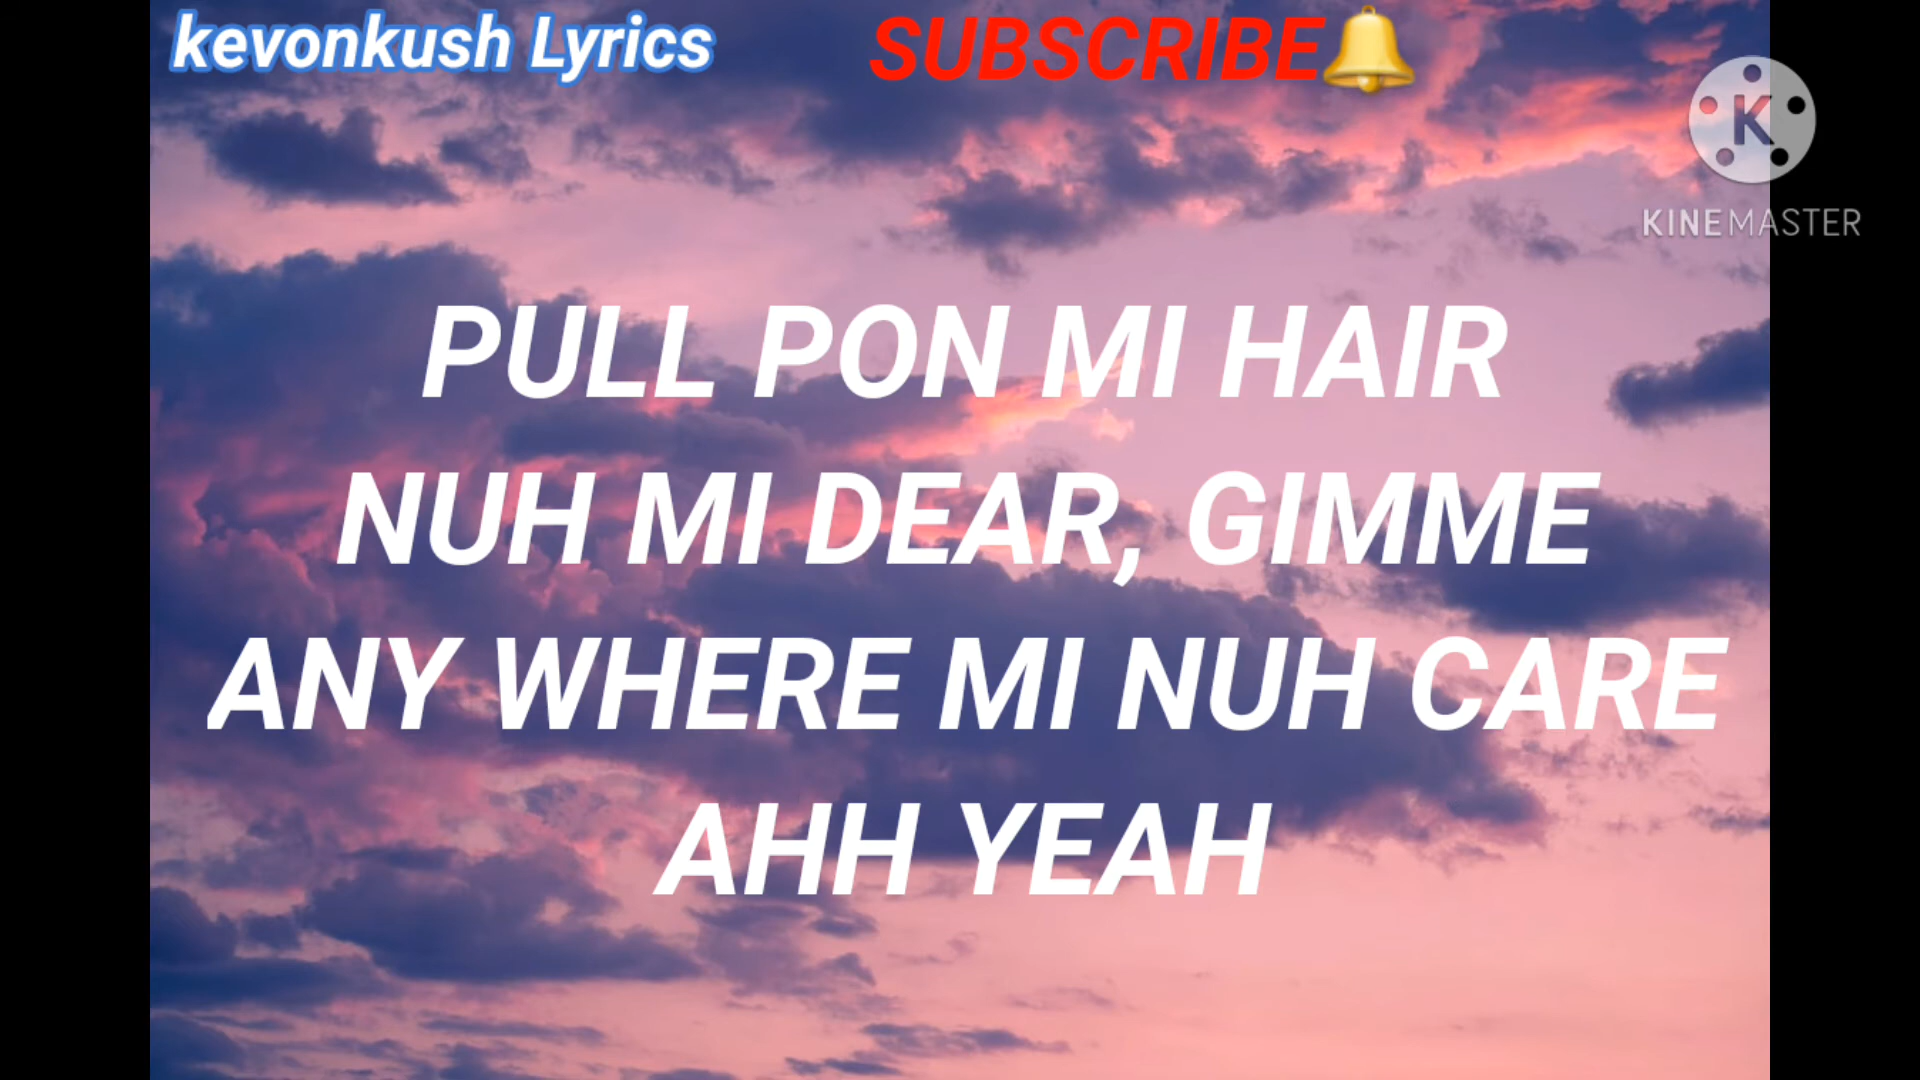 kevonkush Lyrics
SUBSCRIBE🔔
K
KINEMASTER
PULL PON MI HAIR
NUH MI DEAR, GIMME
ANY WHERE MI NUH CARE
AHH YEAH